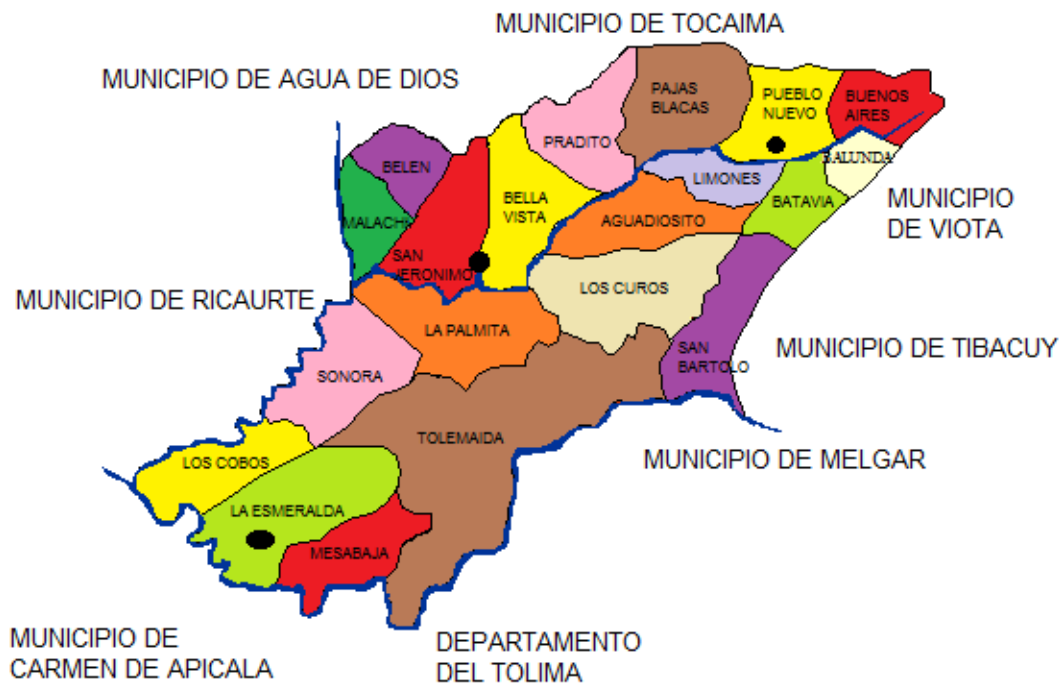 MUNICIPIO DE TOCAIMA
MUNICIPIO DE AGUA DE DIOS
PAJAS
BLACAS
PUEBLO
NUEVO
BUENOS
AIRES
PRADITO
BELEN
BALUNDA
LIMONES
BELLA
VISTA
BATAVIA
MUNICIPIO
DE VIOTA
MALACHI
AGUADIOSITO
SAN
JERONIMO
LOS CUROS
MUNICIPIO DE RICAURTE
LA PALMITA
SAN
BARTOLO
MUNICIPIO DE TIBACUY
SONORA
TOLEMAIDA
LOS COBOS
MUNICIPIO DE MELGAR
LA ESMERALDA
MESABAJA
MUNICIPIO DE
CARMEN DE APICALA
DEPARTAMENTO
DEL TOLIMA